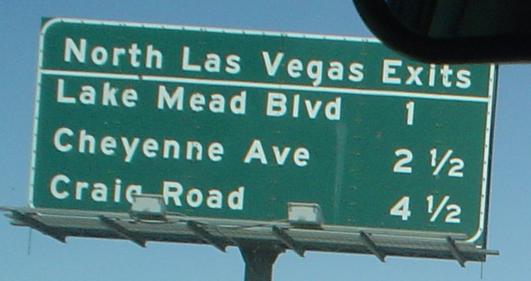 North Las Vegas Exits
Lake Mead Blvd 1
Cheyenne Ave 2 ½
Craig Road 4 ½